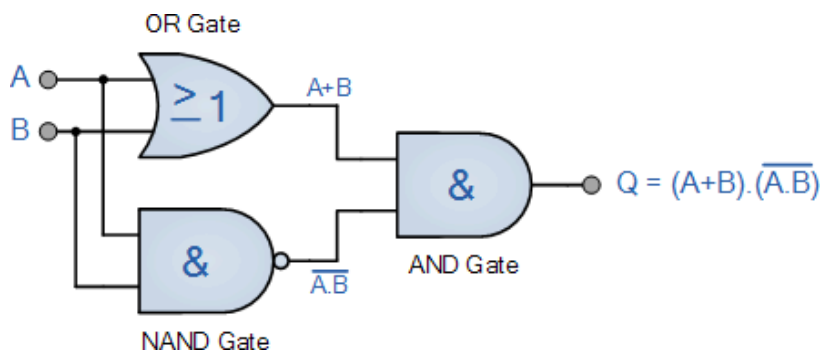 OR Gate
A
≥ 1
A+B
B
&
Q = (A+B).(A̅.̅B̅)
&
A̅.̅B̅
AND Gate
NAND Gate